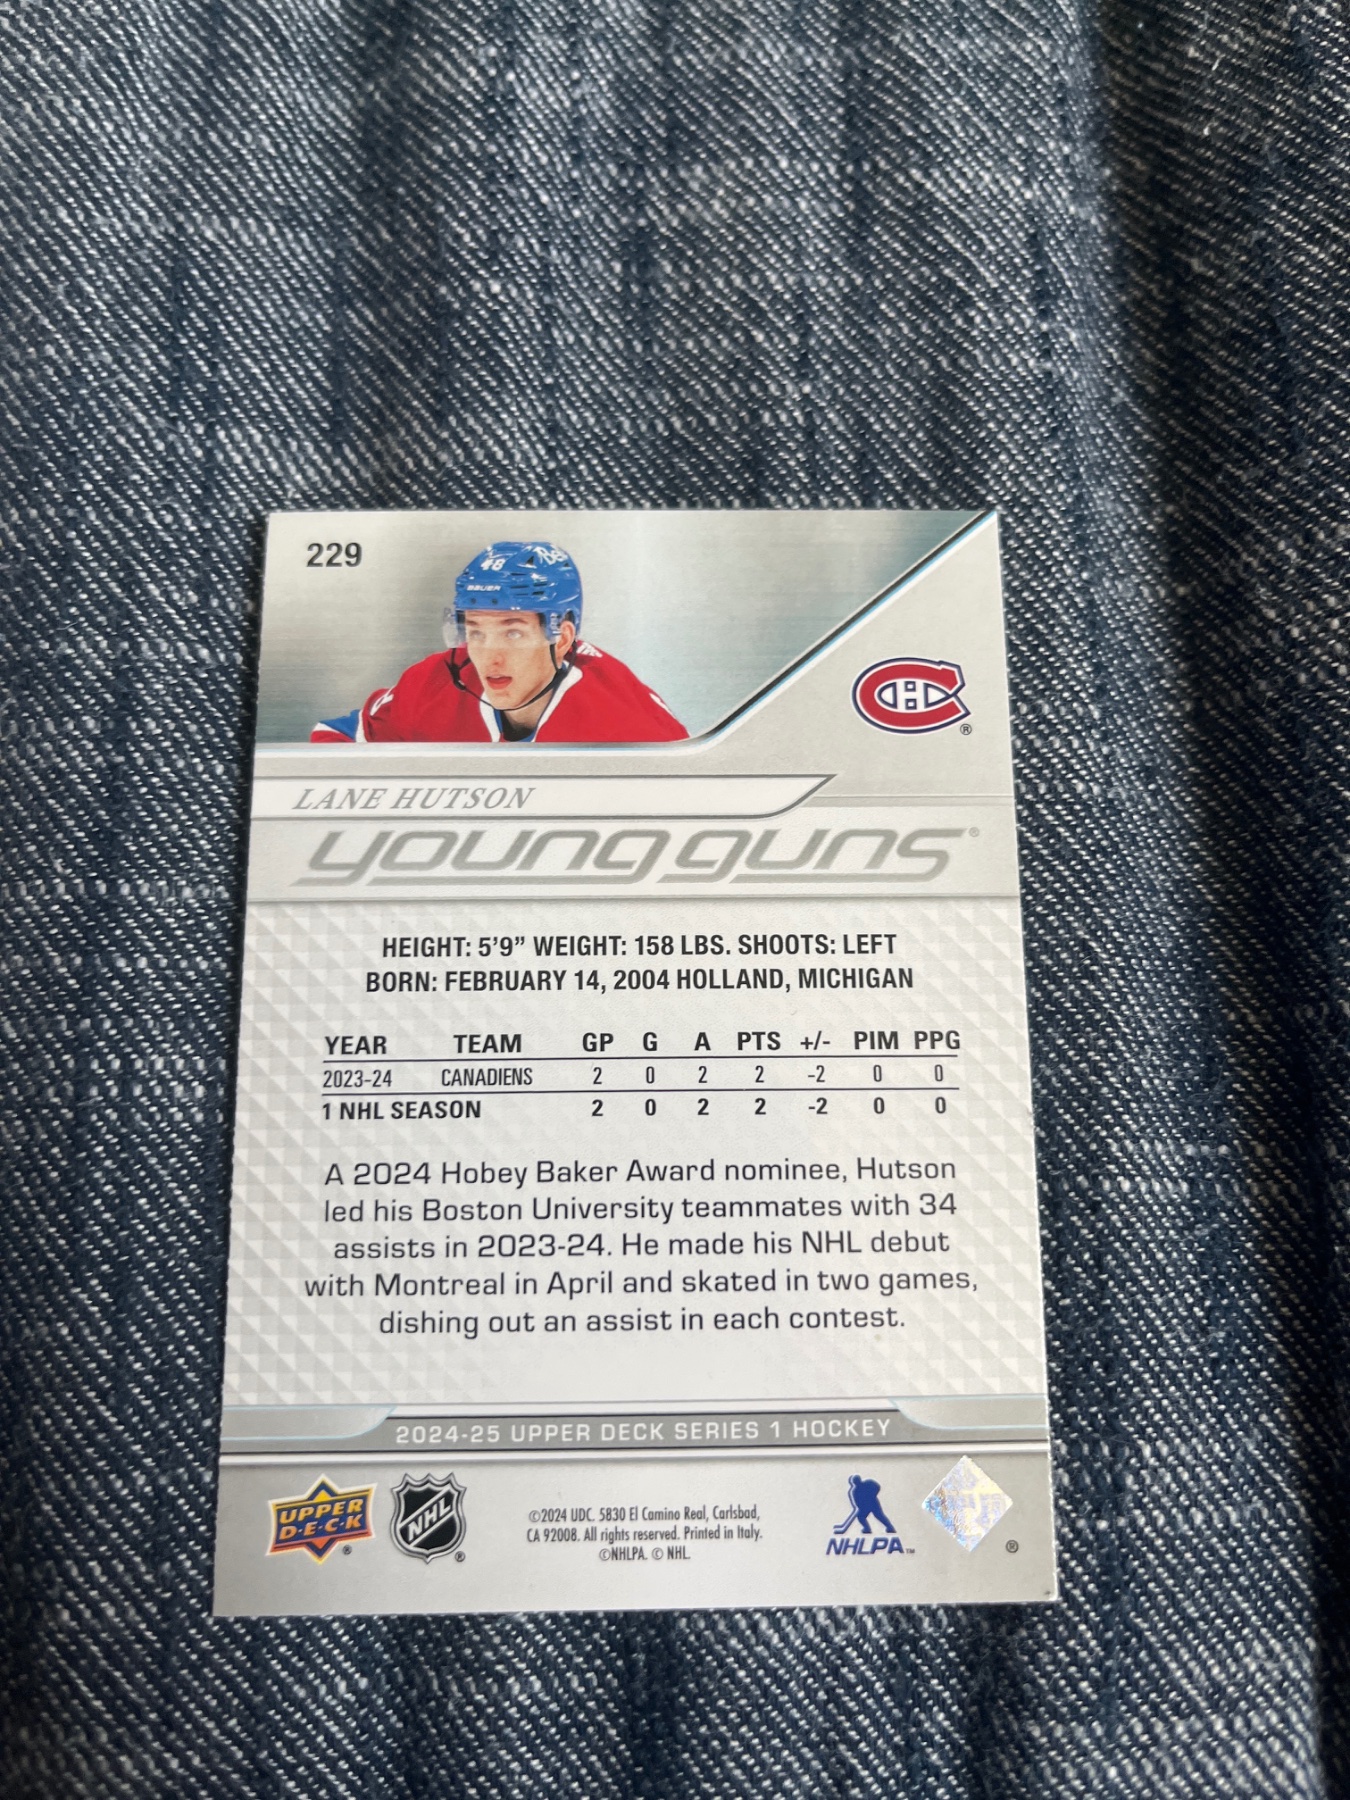 229
48
Bell
BAUER
LANE HUTSON
young guns®
HEIGHT: 5'9" WEIGHT: 158 LBS. SHOOTS: LEFT
BORN: FEBRUARY 14, 2004 HOLLAND, MICHIGAN
YEAR TEAM GP G A PTS +/- PIM PPG
2023-24 CANADIENS 2 0 2 2 -2 0 0
1 NHL SEASON 2 0 2 2 -2 0 0
A 2024 Hobey Baker Award nominee, Hutson
led his Boston University teammates with 34
assists in 2023-24. He made his NHL debut
with Montreal in April and skated in two games,
dishing out an assist in each contest.
2024-25 UPPER DECK SERIES 1 HOCKEY
UPPER
D·E·C·K
®
NHL
®
©2024 UDC. 5830 El Camino Real, Carlsbad,
CA 92008. All rights reserved. Printed in Italy.
©NHLPA. © NHL.
NHLPA™
®